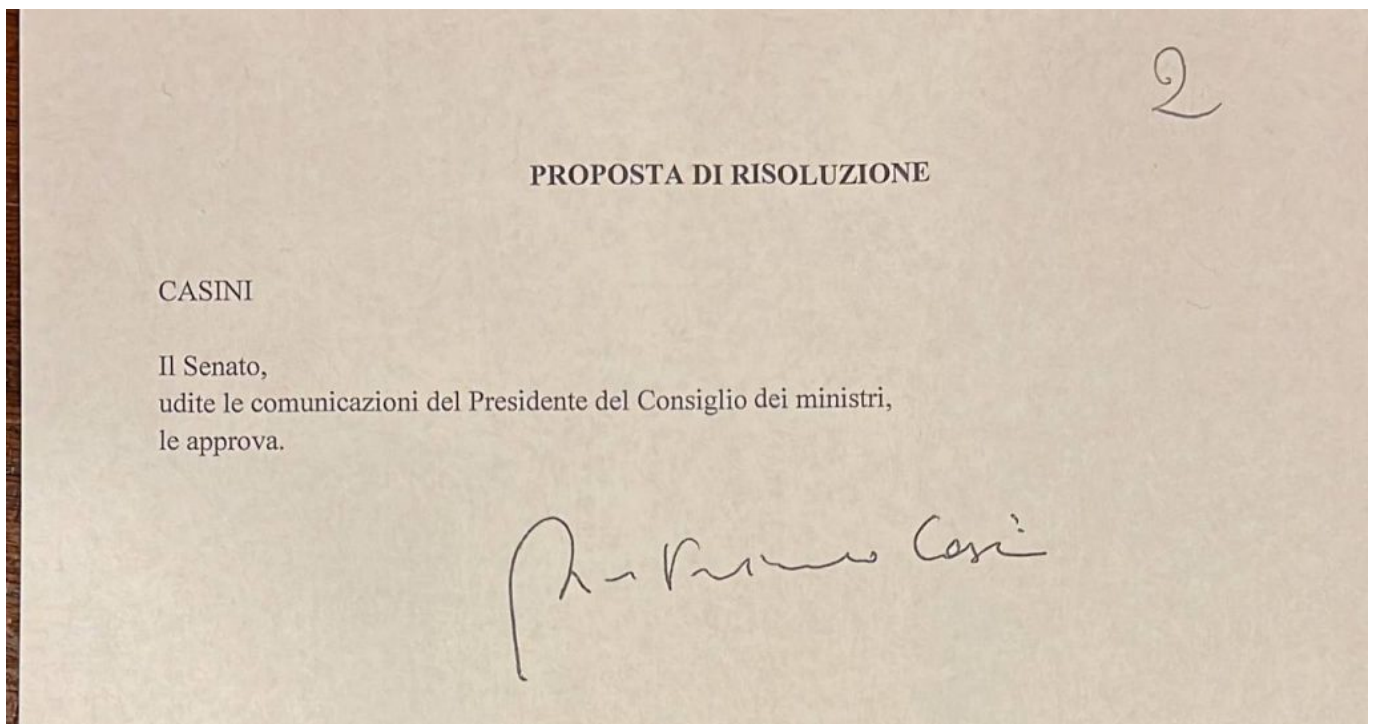 2
PROPOSTA DI RISOLUZIONE
CASINI
Il Senato,
udite le comunicazioni del Presidente del Consiglio dei ministri,
le approva.